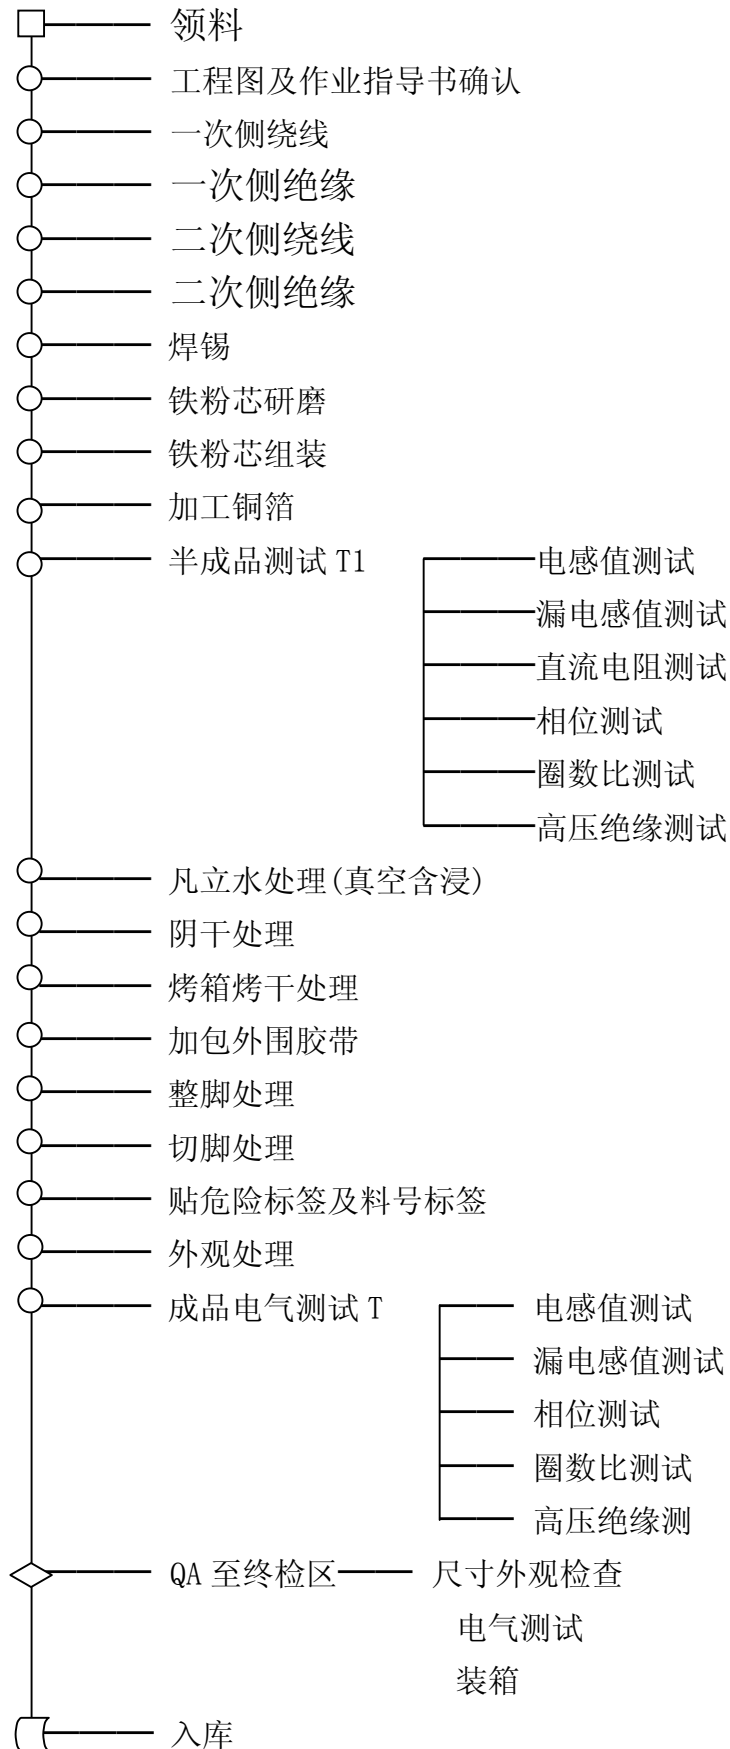 领料
工程图及作业指导书确认
一次侧绕线
一次侧绝缘
二次侧绕线
二次侧绝缘
焊锡
铁粉芯研磨
铁粉芯组装
加工铜箔
半成品测试 T1
电感值测试
漏电感值测试
直流电阻测试
相位测试
圈数比测试
高压绝缘测试
凡立水处理(真空含浸)
阴干处理
烤箱烤干处理
加包外围胶带
整脚处理
切脚处理
贴危险标签及料号标签
外观处理
成品电气测试 T
电感值测试
漏电感值测试
相位测试
圈数比测试
高压绝缘测
QA 至终检区 尺寸外观检查
电气测试
装箱
入库